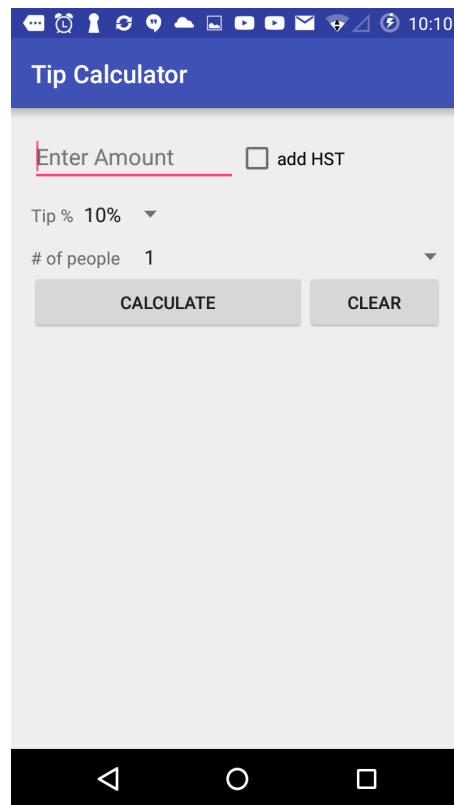 10:10
Tip Calculator
Enter Amount add HST
Tip % 10%
# of people 1
CALCULATE CLEAR